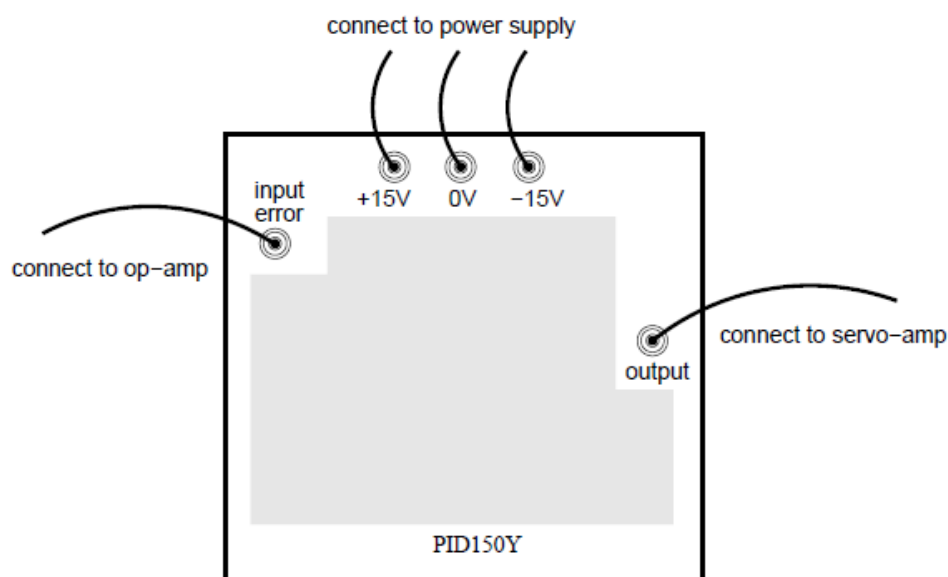 connect to power supply
input
error
+15V 0V −15V
connect to op−amp
connect to servo−amp
output
PID150Y